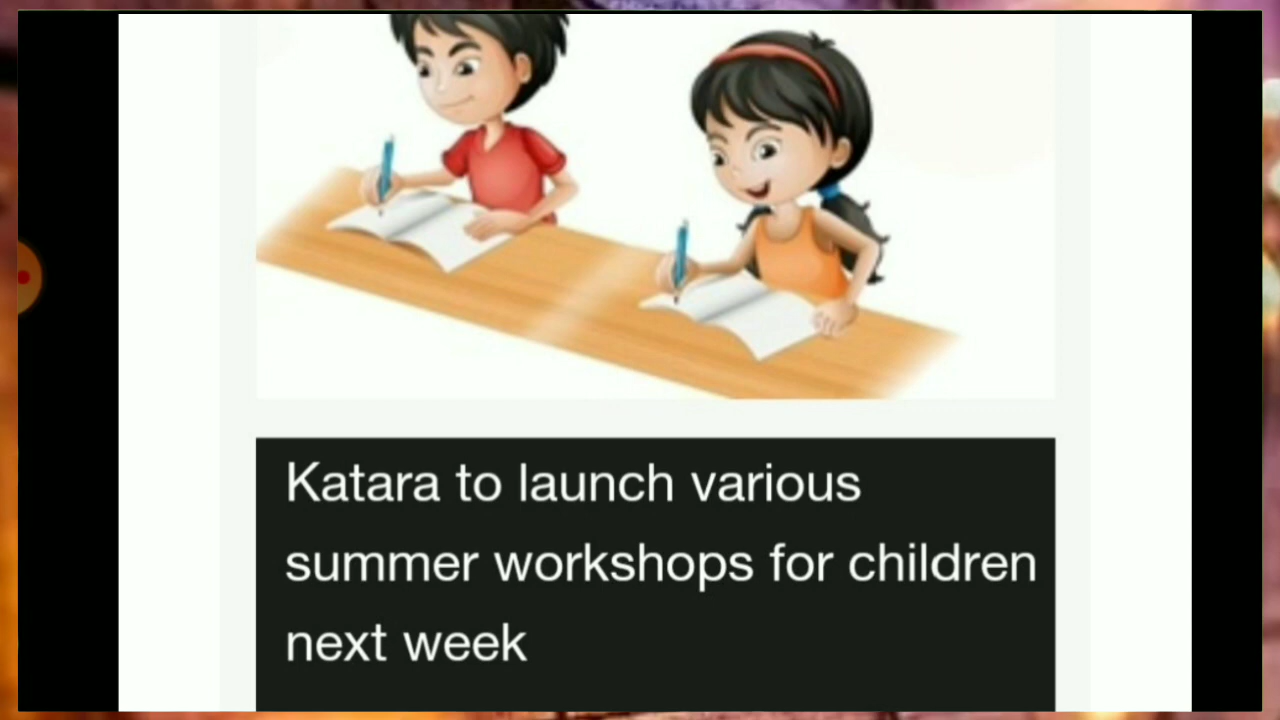 Katara to launch various
summer workshops for children
next week